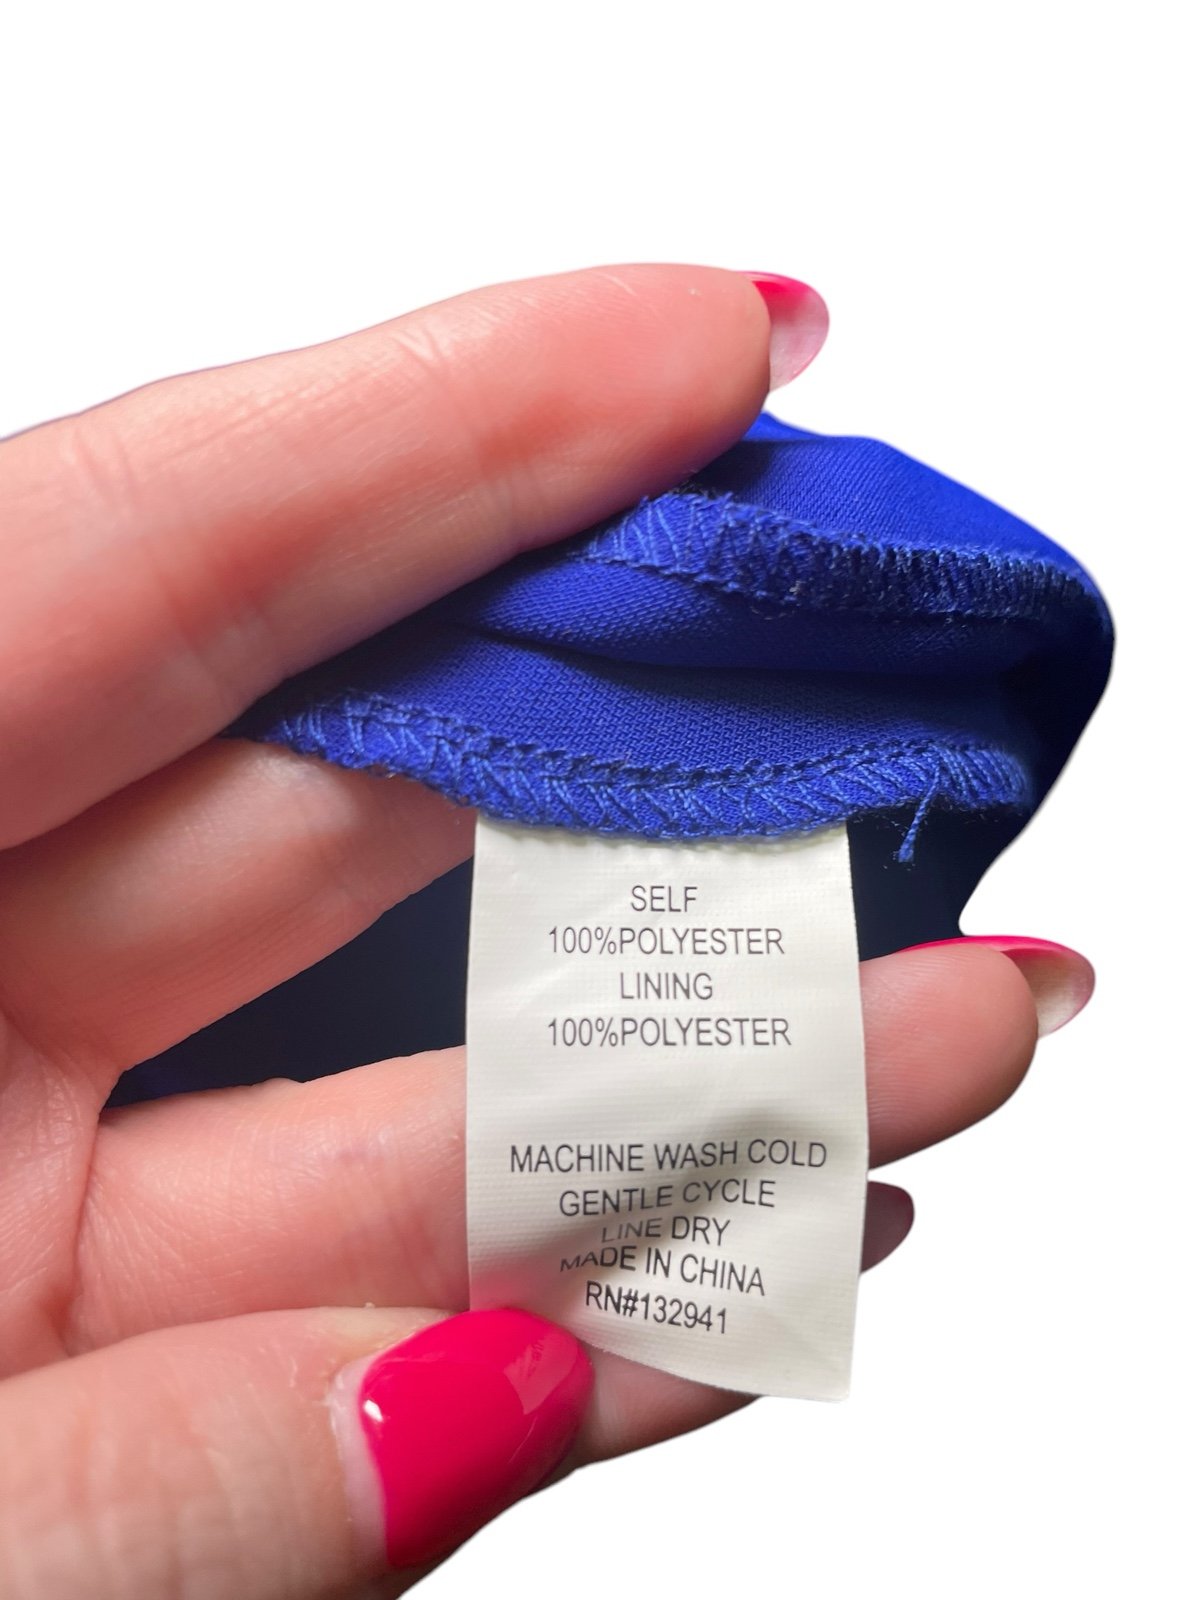 SELF
100%POLYESTER
LINING
100%POLYESTER
MACHINE WASH COLD
GENTLE CYCLE
LINE DRY
MADE IN CHINA
RN#132941